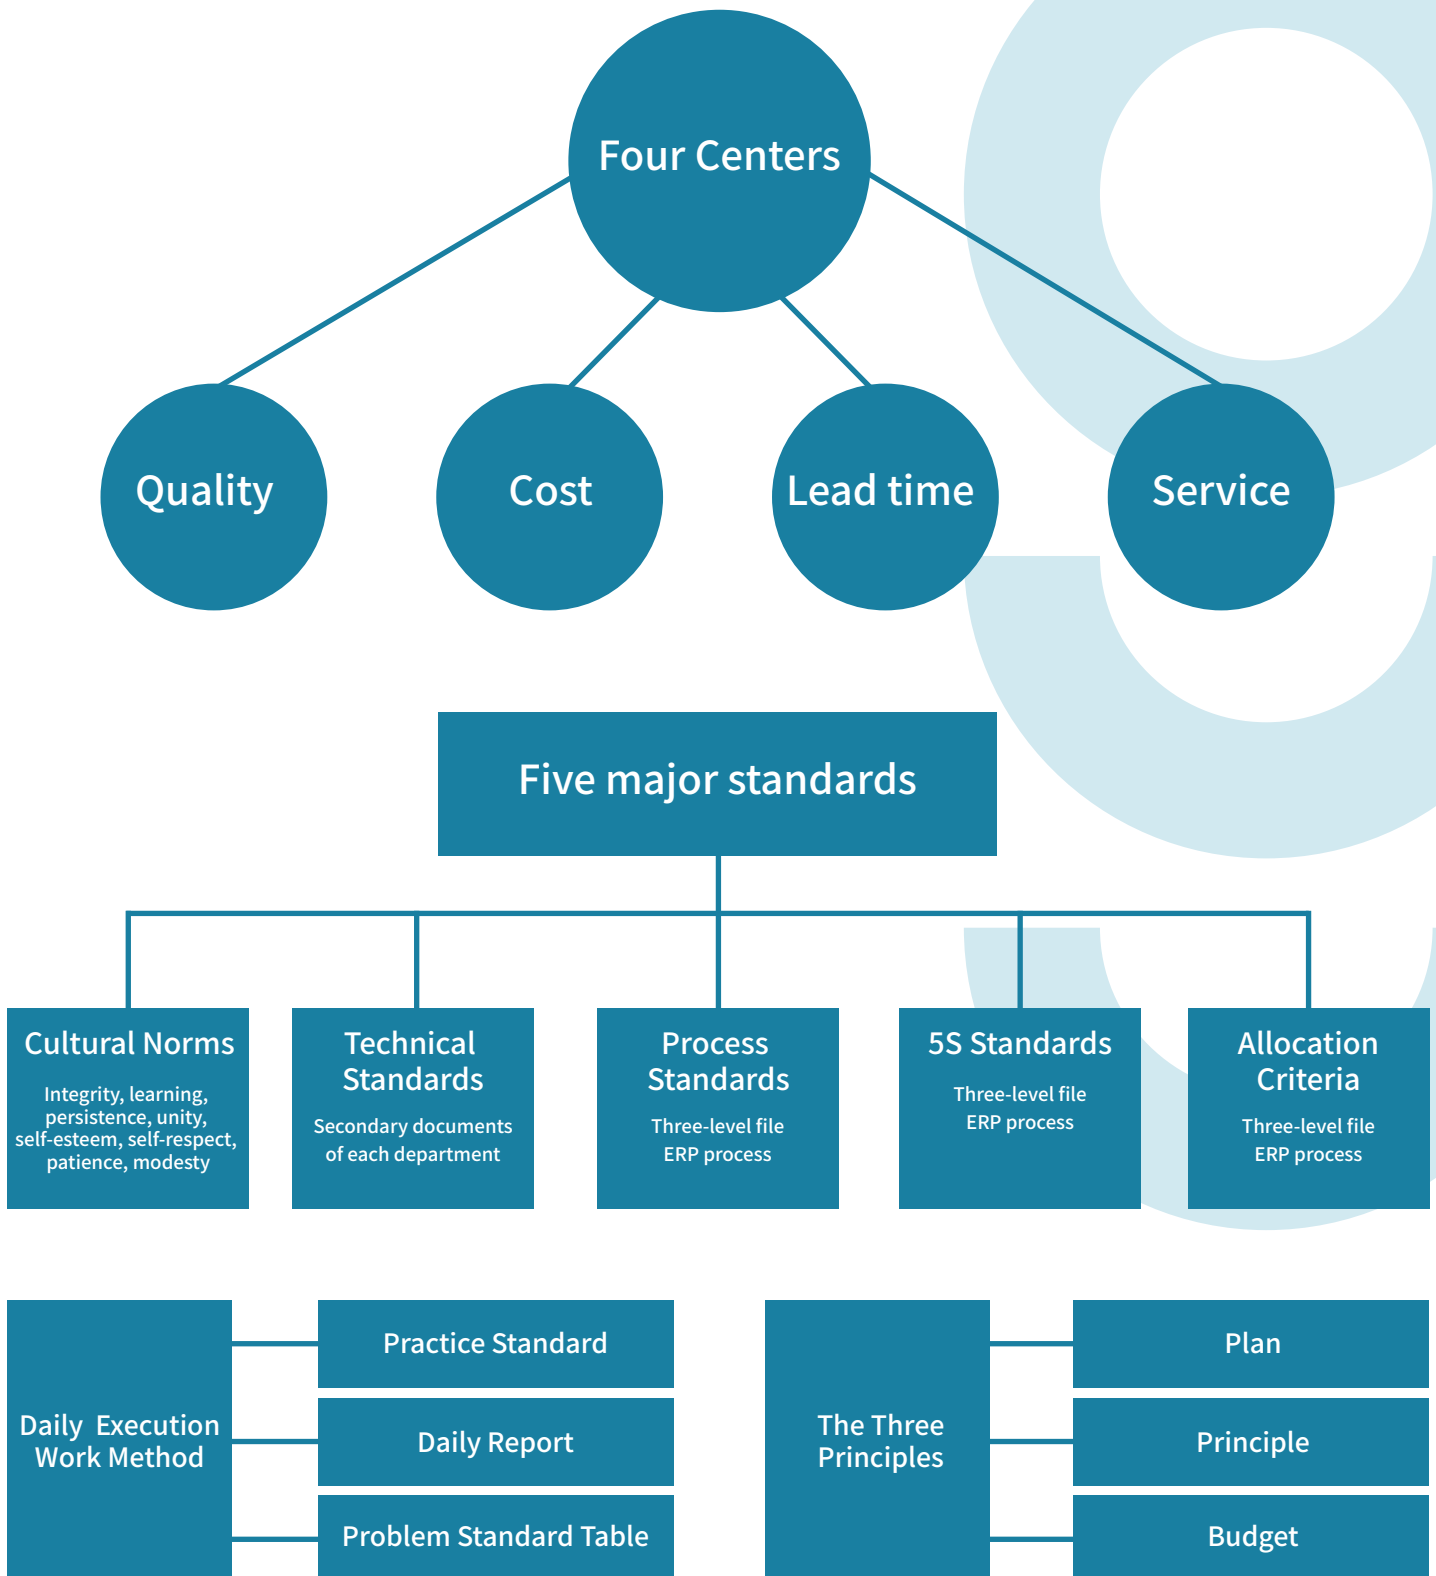 Four Centers
Quality
Cost
Lead time
Service
Five major standards
Cultural Norms
Integrity, learning,
persistence, unity,
self-esteem, self-respect,
patience, modesty
Technical
Standards
Secondary documents
of each department
Process
Standards
Three-level file
ERP process
5S Standards
Three-level file
ERP process
Allocation
Criteria
Three-level file
ERP process
Daily  Execution
Work Method
Practice Standard
Daily Report
Problem Standard Table
The Three
Principles
Plan
Principle
Budget